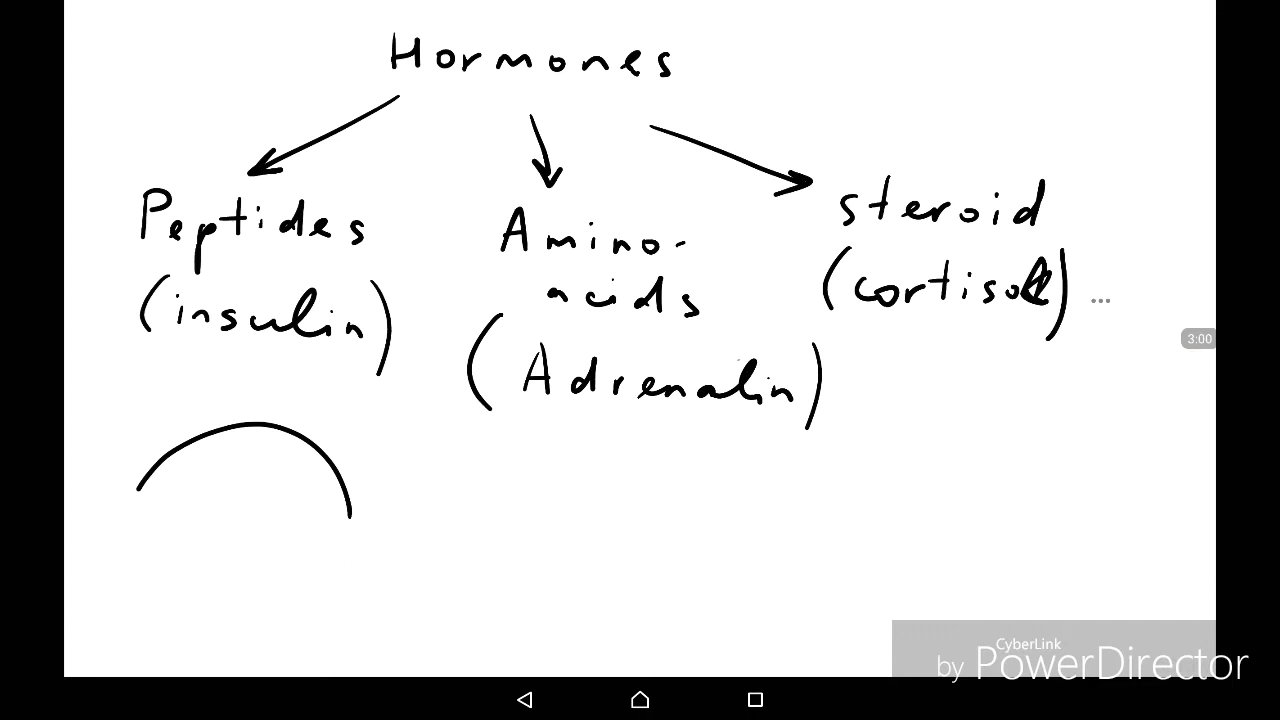 Hormones
Peptides
(insulin)
Amino-
acids
(Adrenalin)
steroid
(cortisol)
...
3:00
CyberLink
by PowerDirector